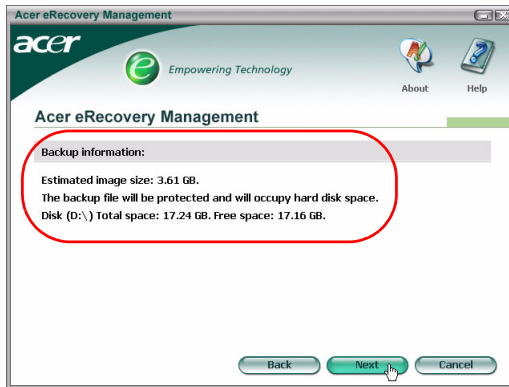 Acer eRecovery Management
acer
e Empowering Technology
About Help
Acer eRecovery Management
Backup information:
Estimated image size: 3.61 GB.
The backup file will be protected and will occupy hard disk space.
Disk (D:\) Total space: 17.24 GB. Free space: 17.16 GB.
Back Next Cancel